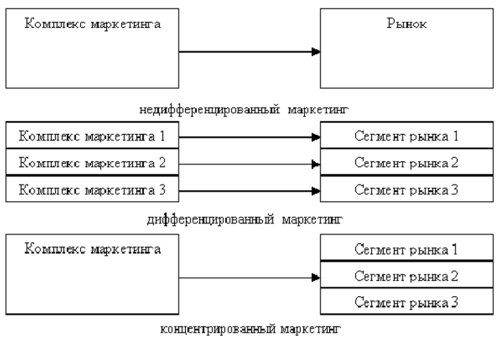 Комплекс маркетинга Рынок
недифференцированный маркетинг
Комплекс маркетинга 1 Сегмент рынка 1
Комплекс маркетинга 2 Сегмент рынка 2
Комплекс маркетинга 3 Сегмент рынка 3
дифференцированный маркетинг
Комплекс маркетинга Сегмент рынка 1
Сегмент рынка 2
Сегмент рынка 3
концентрированный маркетинг